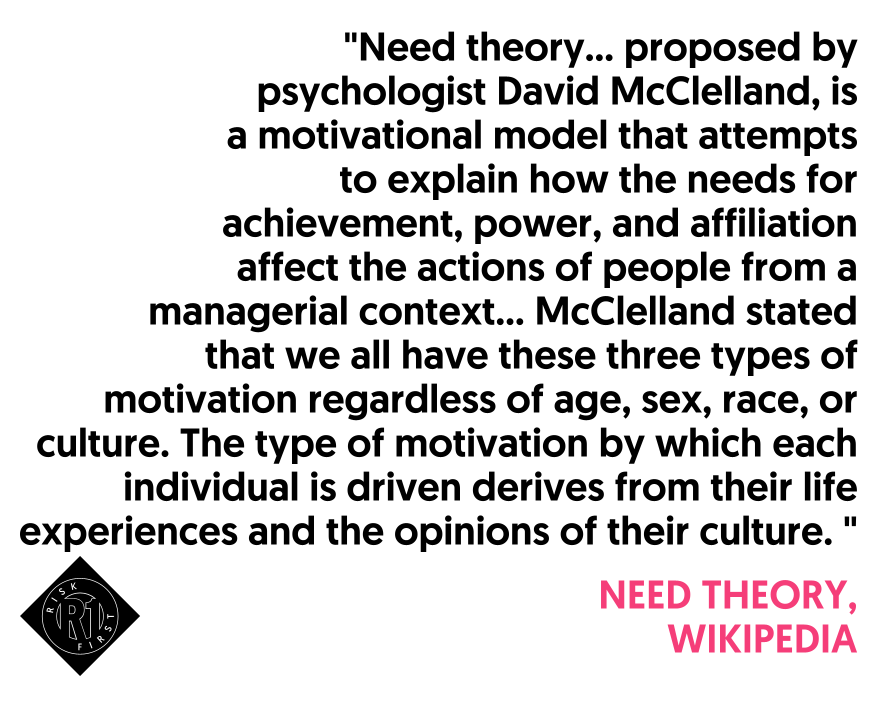 "Need theory... proposed by
psychologist David McClelland, is
a motivational model that attempts
to explain how the needs for
achievement, power, and affiliation
affect the actions of people from a
managerial context... McClelland stated
that we all have these three types of
motivation regardless of age, sex, race, or
culture. The type of motivation by which each
individual is driven derives from their life
experiences and the opinions of their culture. "
RISK
R1
FIRST
NEED THEORY,
WIKIPEDIA